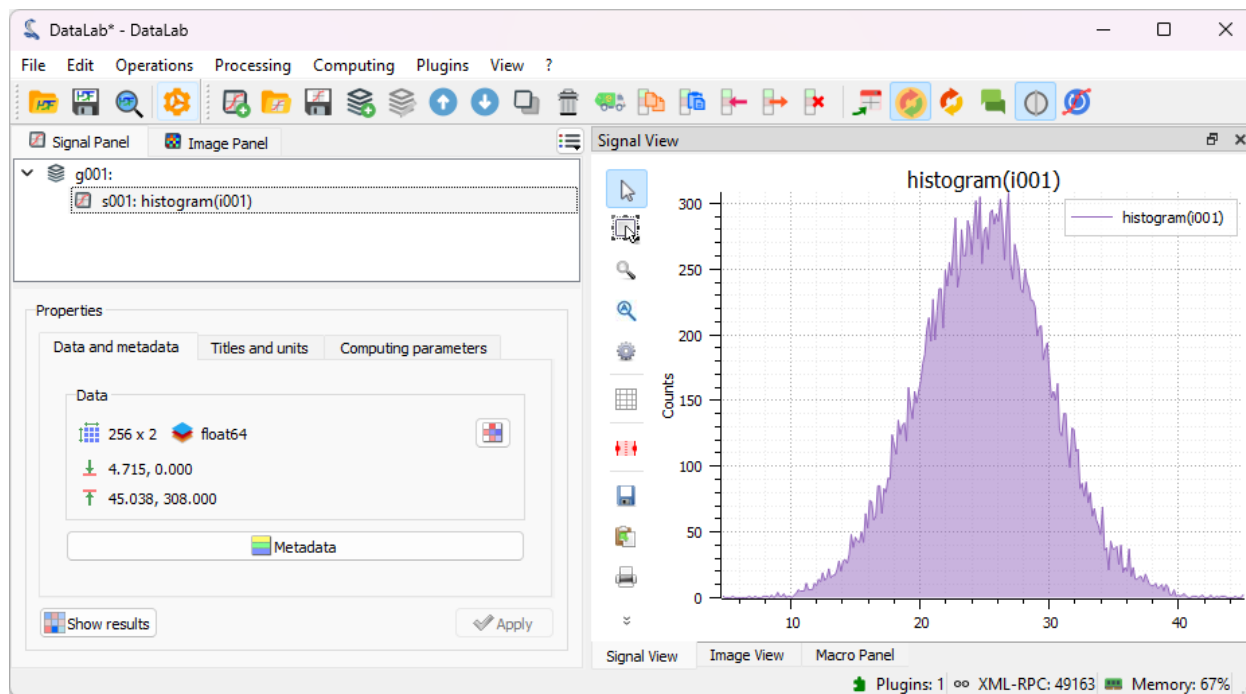 DataLab* - DataLab
File Edit Operations Processing Computing Plugins View ?
Signal Panel Image Panel
g001:
s001: histogram(i001)
Properties
Data and metadata Titles and units Computing parameters
Data
256 x 2 float64
4.715, 0.000
45.038, 308.000
Metadata
Show results Apply
Signal View
histogram(i001)
histogram(i001)
Counts
300
250
200
150
100
50
0
10 20 30 40
Signal View Image View Macro Panel
Plugins: 1 XML-RPC: 49163 Memory: 67%